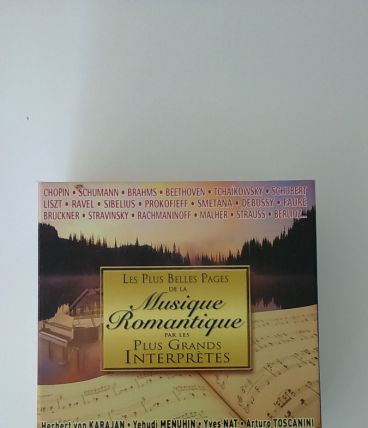 CHOPIN • SCHUMANN • BRAHMS • BEETHOVEN • TCHAIKOWSKY • SCHUBERT
LISZT • RAVEL • SIBELIUS • PROKOFIEFF • SMETANA • DEBUSSY • FAURÉ
BRUCKNER • STRAVINSKY • RACHMANINOFF • MALHER • STRAUSS • BERLIOZ...
LES PLUS BELLES PAGES
DE LA
Musique
Romantique
PAR LES
PLUS GRANDS
INTERPRÈTES
Herbert von KARAJAN • Yehudi MENUHIN • Yves NAT • Arturo TOSCANINI